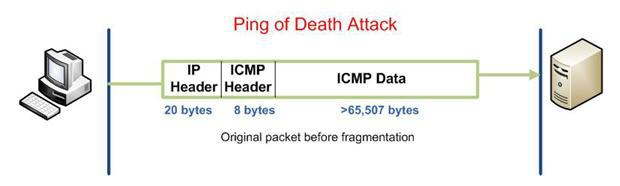 Ping of Death Attack
IP Header
ICMP Header
ICMP Data
20 bytes
8 bytes
>65,507 bytes
Original packet before fragmentation